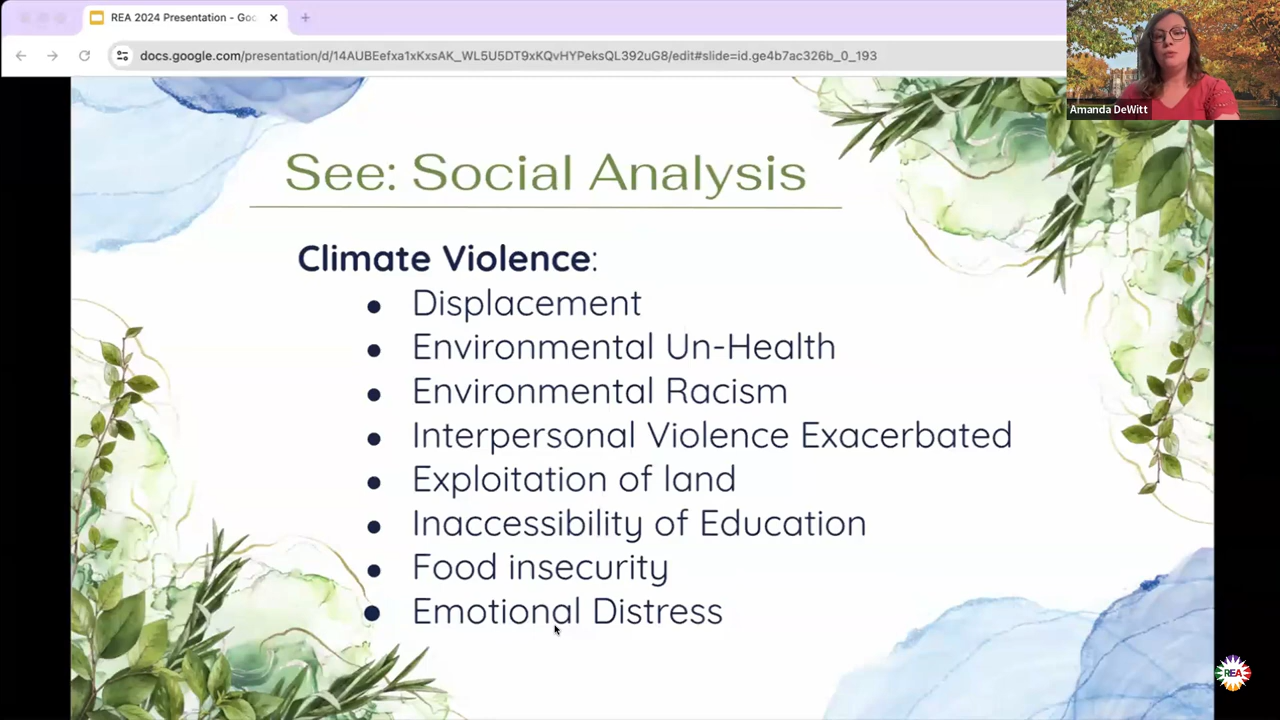 REA 2024 Presentation - Goo
docs.google.com/presentation/d/14AUBEefxa1xKxsAK_WL5U5DT9xKQvHYPeksQL392uG8/edit#slide=id.ge4b7ac326b_0_193
Amanda DeWitt
See: Social Analysis
Climate Violence:
● Displacement
● Environmental Un-Health
● Environmental Racism
● Interpersonal Violence Exacerbated
● Exploitation of land
● Inaccessibility of Education
● Food insecurity
● Emotional Distress
REA